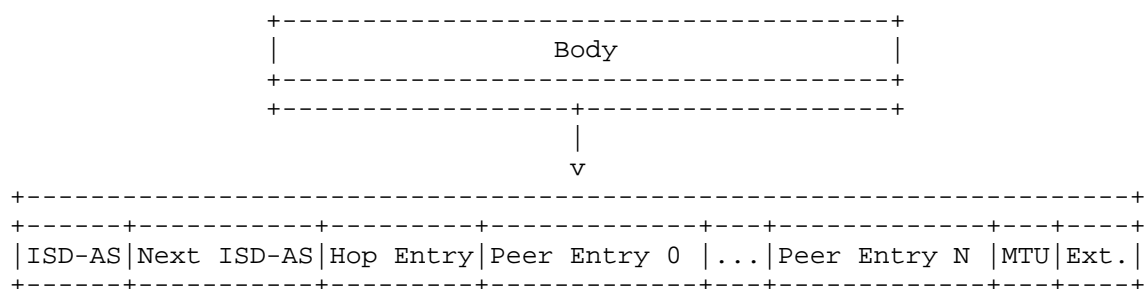 +-----------------------------------+
|               Body                |
+-----------------------------------+
+-----------------+-----------------+
|
v
+---------------------------------------------------------------+
+------+-----------+----------+-------------+---+-------------+---+----+
|ISD-AS|Next ISD-AS|Hop Entry|Peer Entry 0 |...|Peer Entry N |MTU|Ext.|
+------+-----------+---------+-------------+---+-------------+---+----+